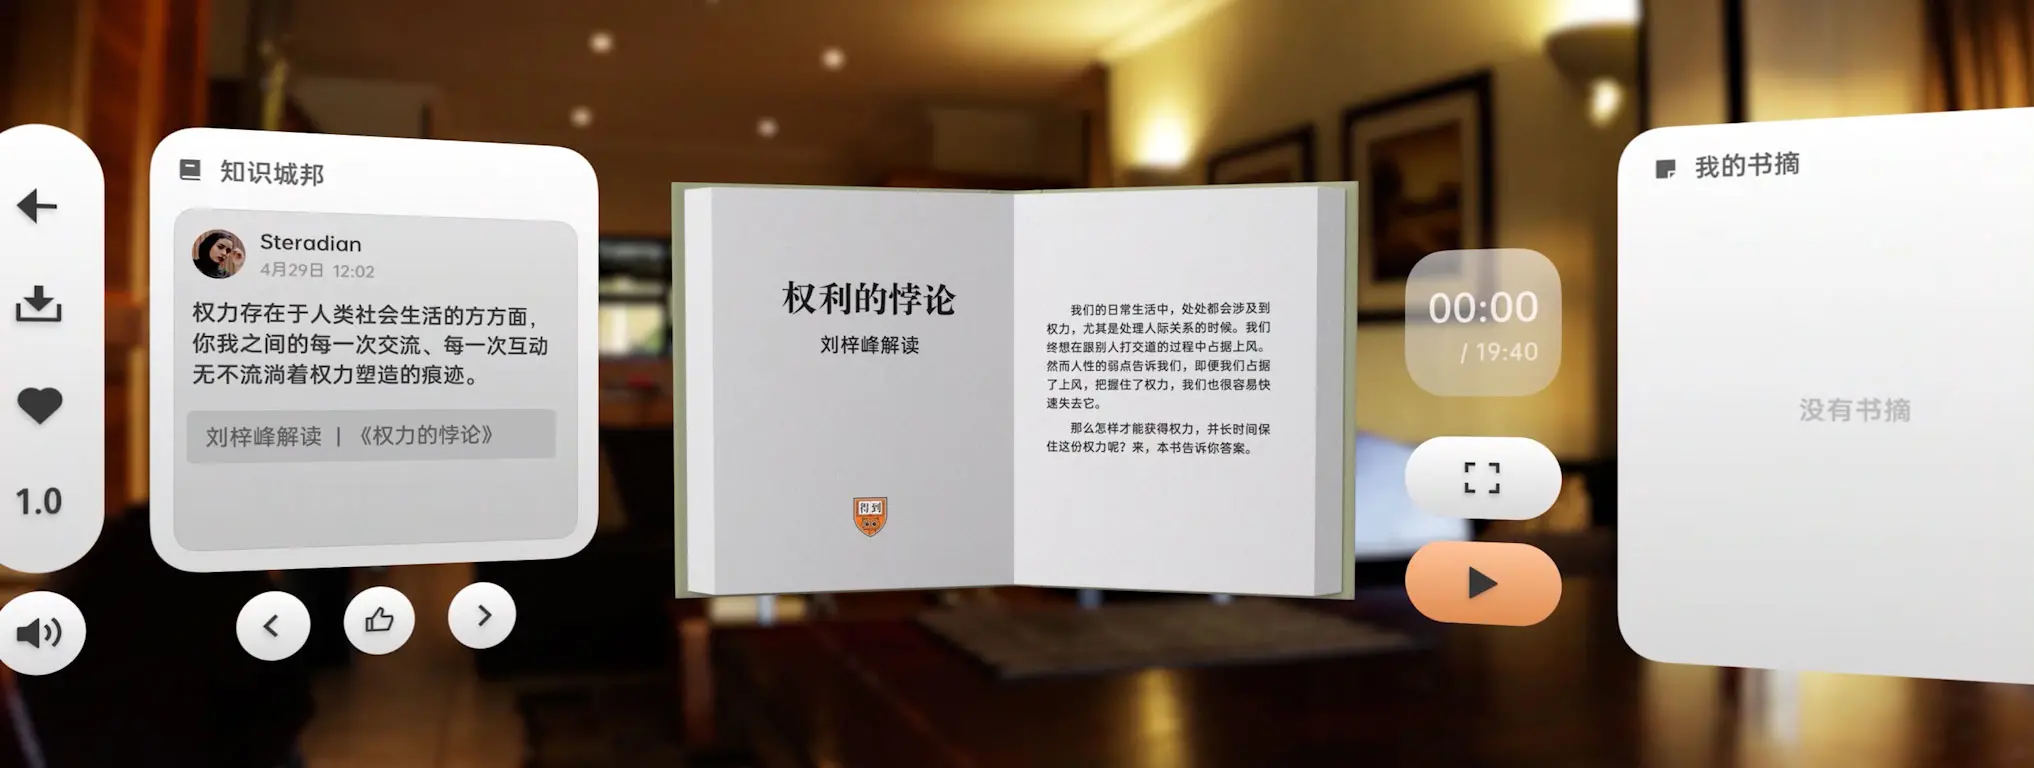 知识城邦
Steradian
4月29日 12:02
权力存在于人类社会生活的方方面，
你我之间的每一次交流、每一次互动
无不流淌着权力塑造的痕迹。
刘梓峰解读 | 《权力的悖论》
1.0
权利的悖论
刘梓峰解读
得到
我们的日常生活中，处处都会涉及到
权力，尤其是处理人际关系的时候。我们
终想在跟别人打交道的过程中占据上风。
然而人性的弱点告诉我们，即便我们占据
了上风，把握住了权力，我们也很容易快
速失去它。
那么怎样才能获得权力，并长时间保
住这份权力呢？来，本书告诉你答案。
00:00
/ 19:40
我的书摘
没有书摘